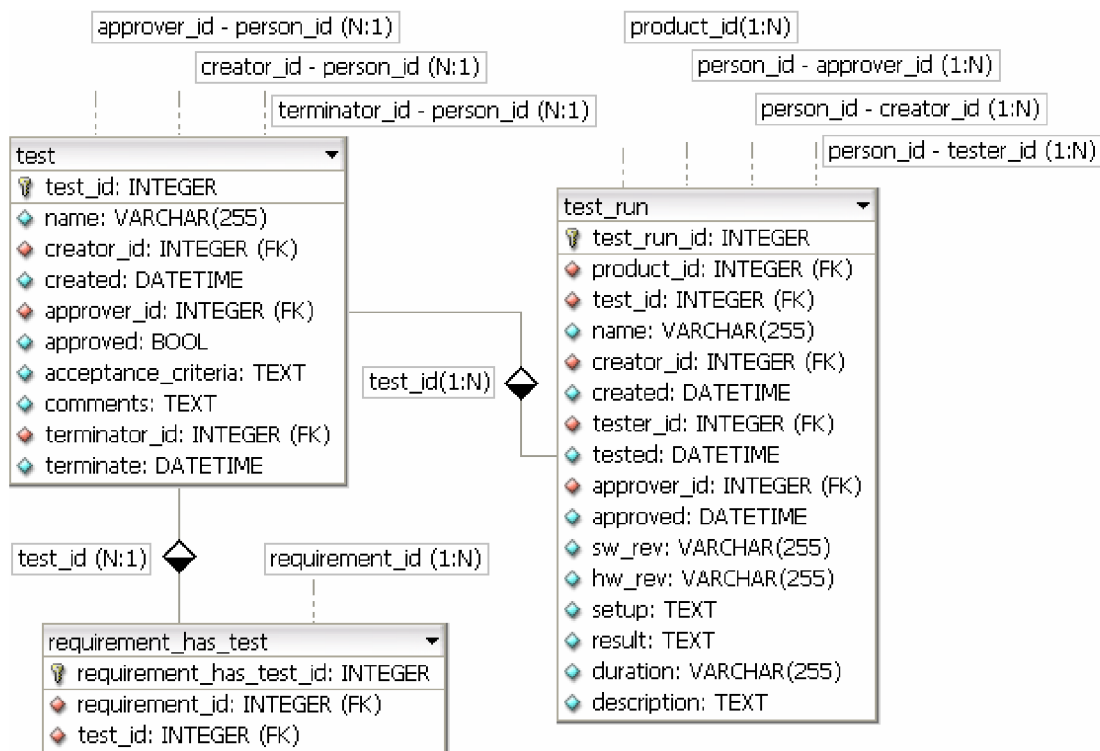 approver_id - person_id (N:1)
creator_id - person_id (N:1)
terminator_id - person_id (N:1)
product_id(1:N)
person_id - approver_id (1:N)
person_id - creator_id (1:N)
person_id - tester_id (1:N)
test
test_id: INTEGER
name: VARCHAR(255)
creator_id: INTEGER (FK)
created: DATETIME
approver_id: INTEGER (FK)
approved: BOOL
acceptance_criteria: TEXT
comments: TEXT
terminator_id: INTEGER (FK)
terminate: DATETIME
test_id(1:N)
test_run
test_run_id: INTEGER
product_id: INTEGER (FK)
test_id: INTEGER (FK)
name: VARCHAR(255)
creator_id: INTEGER (FK)
created: DATETIME
tester_id: INTEGER (FK)
tested: DATETIME
approver_id: INTEGER (FK)
approved: DATETIME
sw_rev: VARCHAR(255)
hw_rev: VARCHAR(255)
setup: TEXT
result: TEXT
duration: VARCHAR(255)
description: TEXT
test_id (N:1)
requirement_id (1:N)
requirement_has_test
requirement_has_test_id: INTEGER
requirement_id: INTEGER (FK)
test_id: INTEGER (FK)